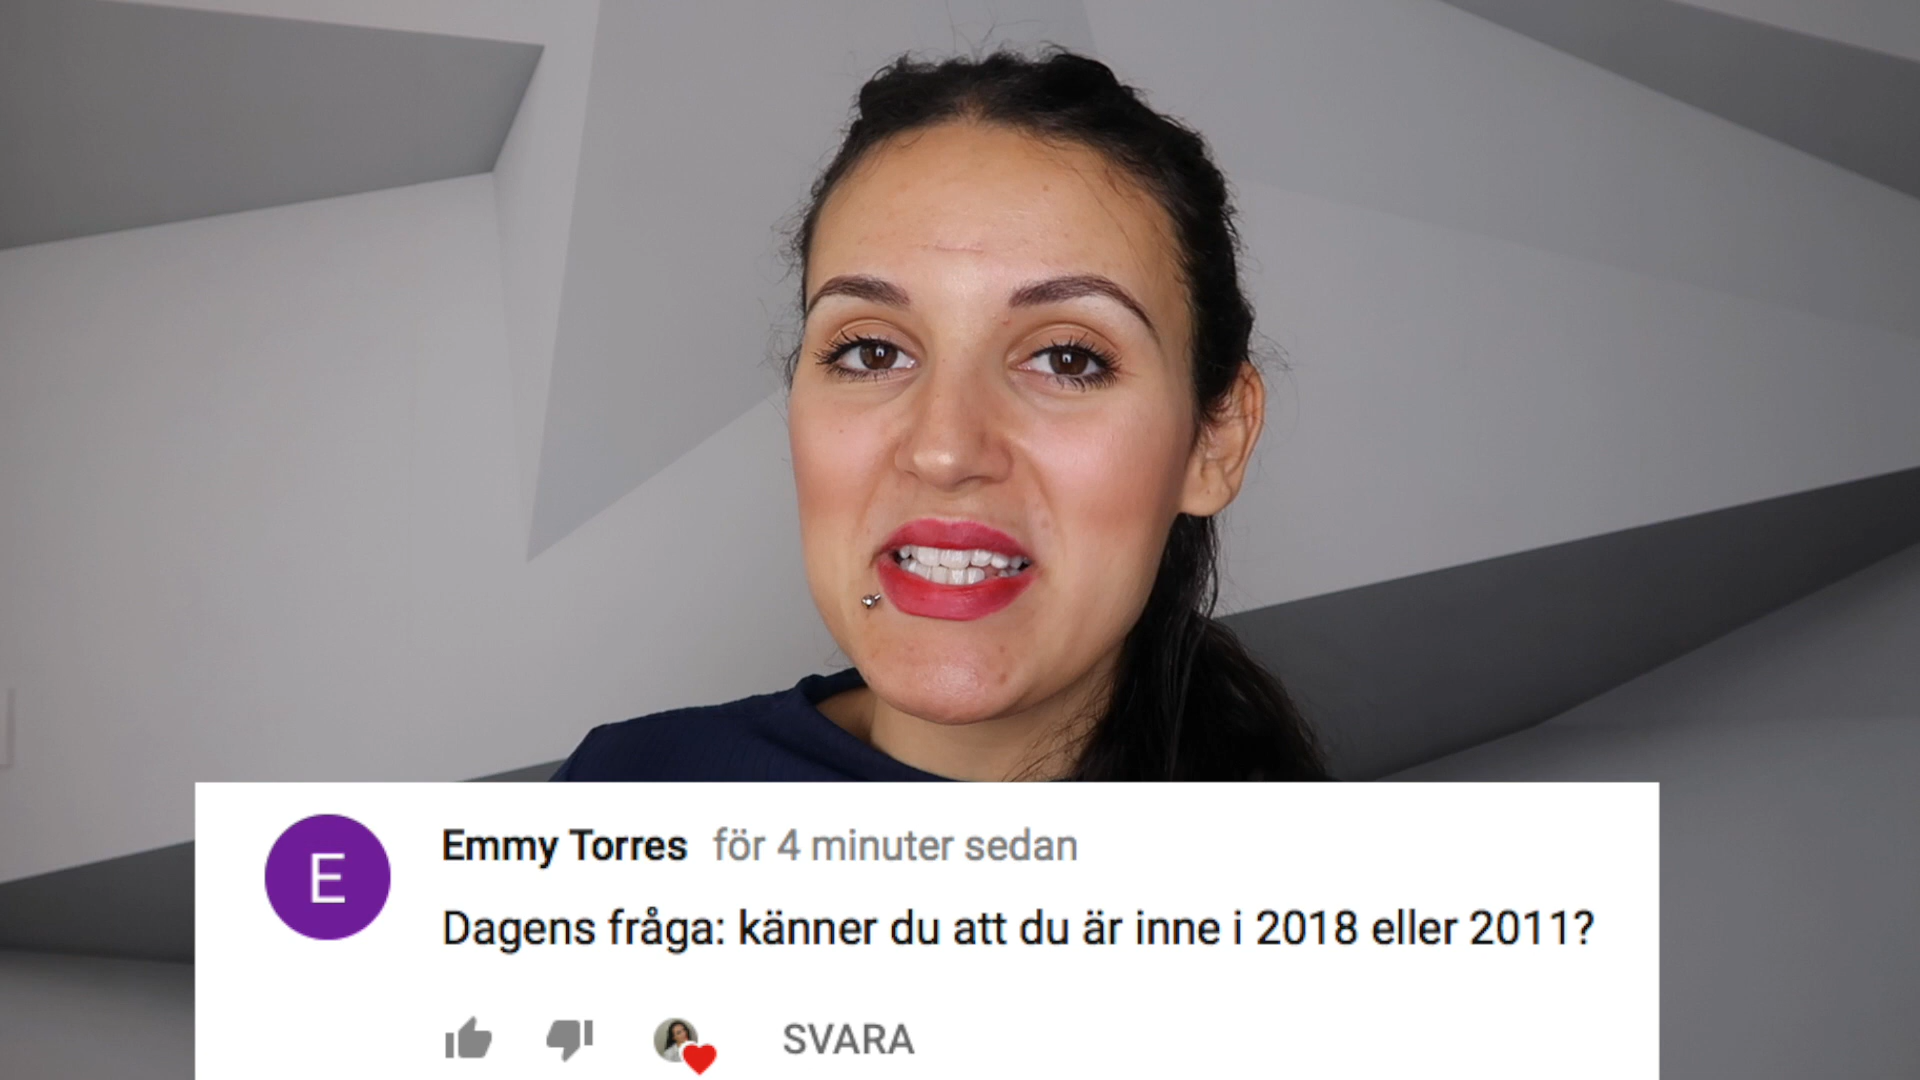 E
Emmy Torres för 4 minuter sedan
Dagens fråga: känner du att du är inne i 2018 eller 2011?
SVARA